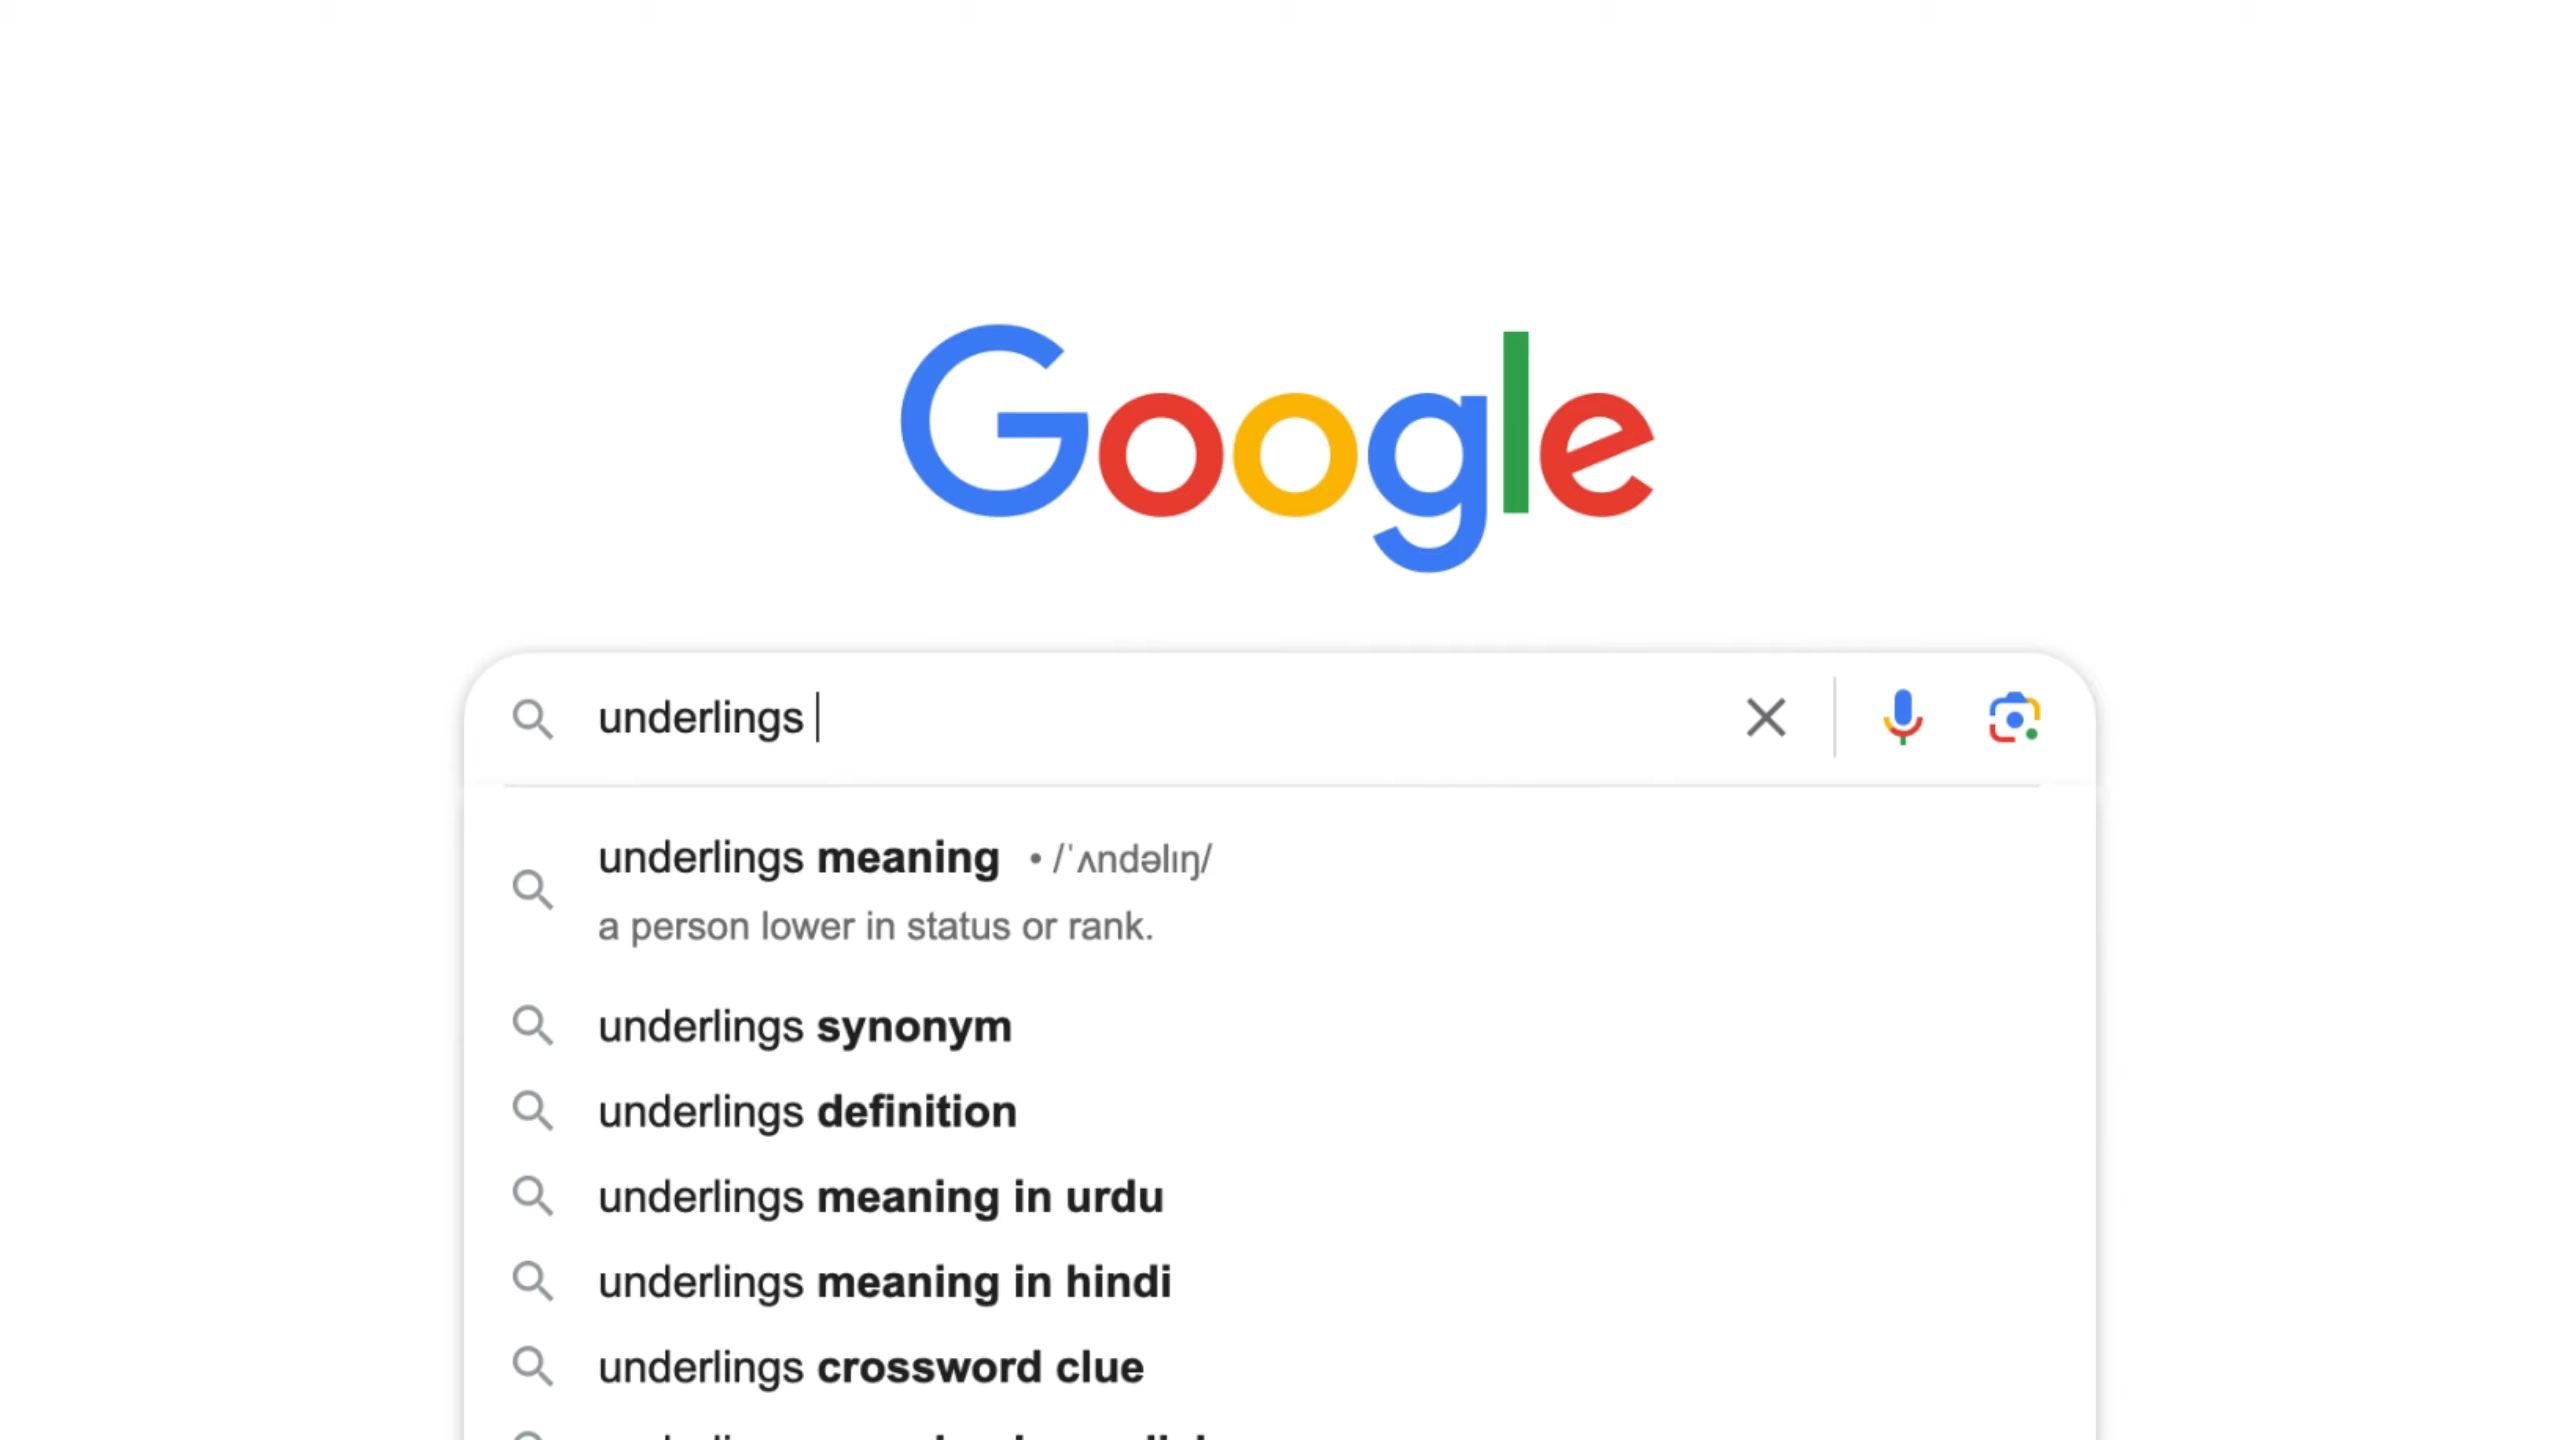 Google
underlings
underlings meaning • /ˈʌndəlɪŋ/
a person lower in status or rank.
underlings synonym
underlings definition
underlings meaning in urdu
underlings meaning in hindi
underlings crossword clue